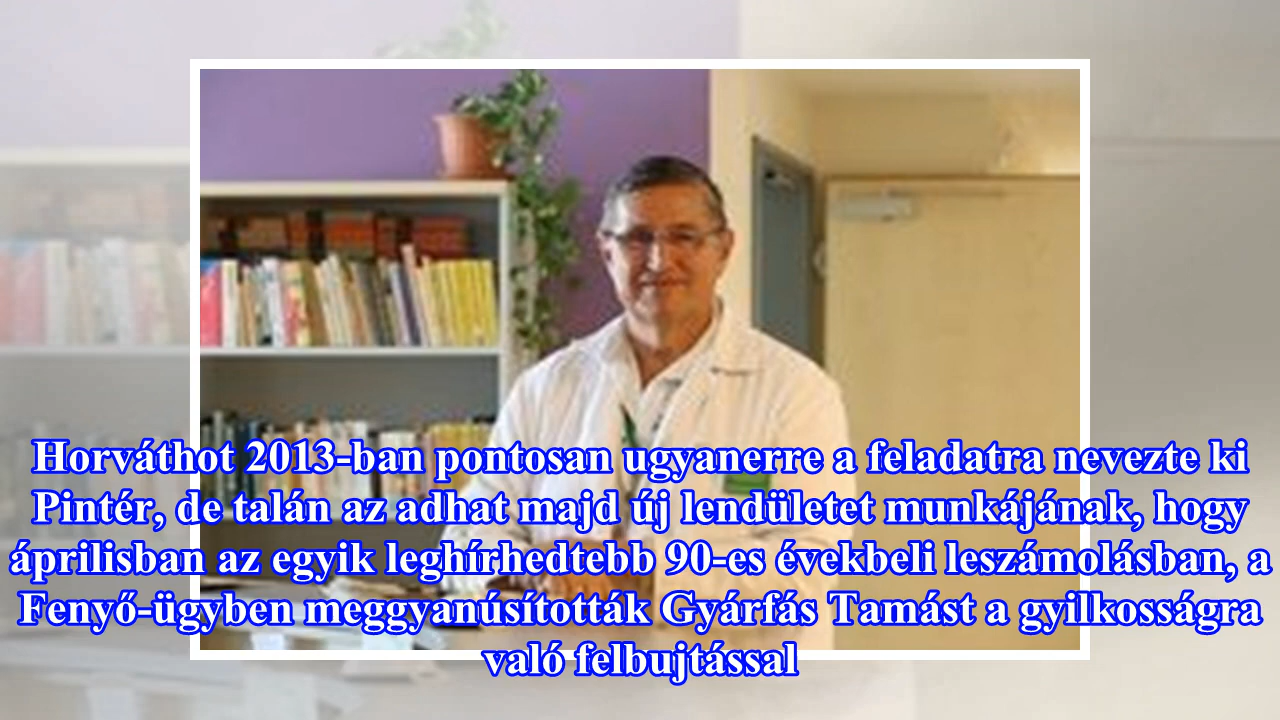 Horváthot 2013-ban pontosan ugyanerre a feladatra nevezte ki
Pintér, de talán az adhat majd új lendületet munkájának, hogy
áprilisban az egyik leghírhedtebb 90-es évekbeli leszámolásban, a
Fenyő-ügyben meggyanúsították Gyárfás Tamást a gyilkosságra
való felbujtással